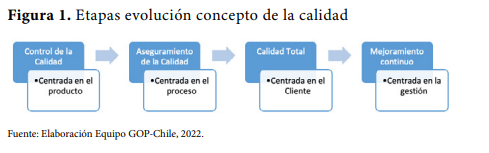 Figura 1. Etapas evolución concepto de la calidad
Control de la
Calidad
•Centrada en el
producto
Aseguramiento
de la Calidad
•Centrada en el
proceso
Calidad Total
•Centrada en el
Cliente
Mejoramiento
continuo
•Centrada en la
gestión
Fuente: Elaboración Equipo GOP-Chile, 2022.